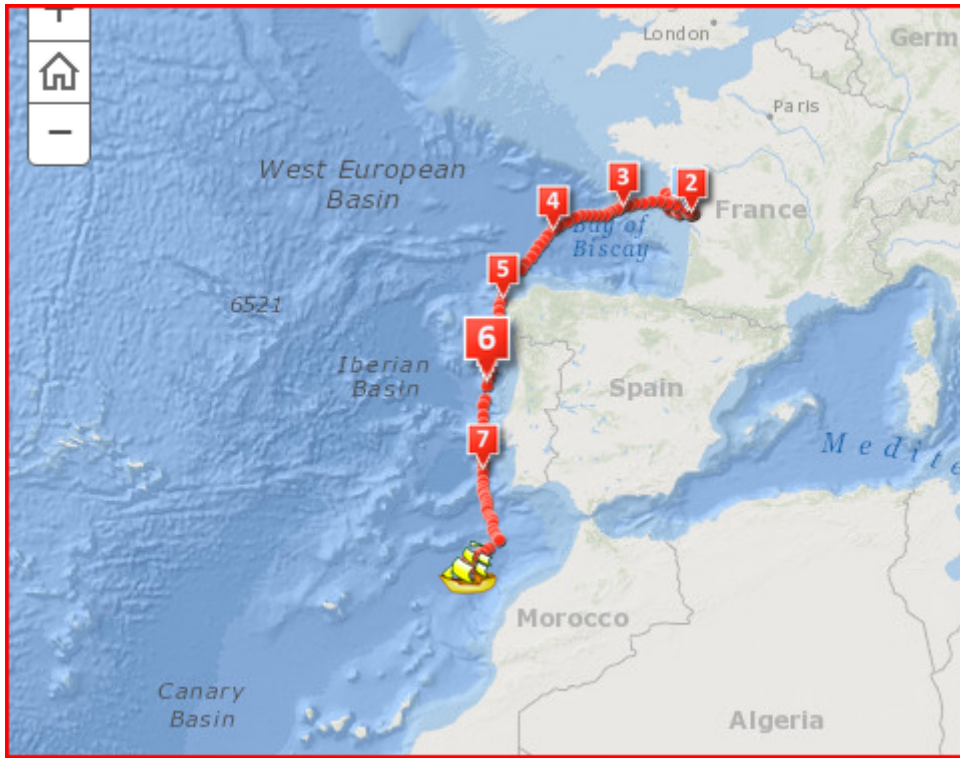 +
London
Germ
−
Paris
West European
Basin
3
2
4
France
Bay of
Biscay
5
6521
6
Iberian
Basin
Spain
7
Medite
Morocco
Canary
Basin
Algeria